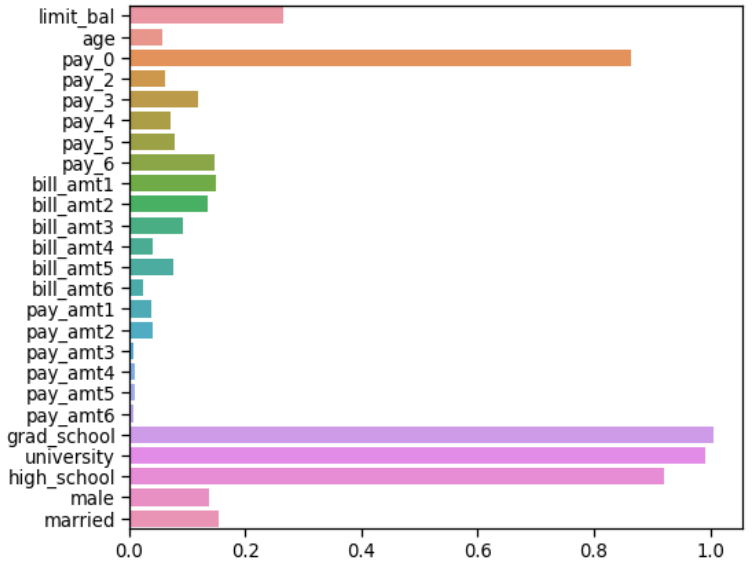 limit_bal
age
pay_0
pay_2
pay_3
pay_4
pay_5
pay_6
bill_amt1
bill_amt2
bill_amt3
bill_amt4
bill_amt5
bill_amt6
pay_amt1
pay_amt2
pay_amt3
pay_amt4
pay_amt5
pay_amt6
grad_school
university
high_school
male
married
0.0 0.2 0.4 0.6 0.8 1.0